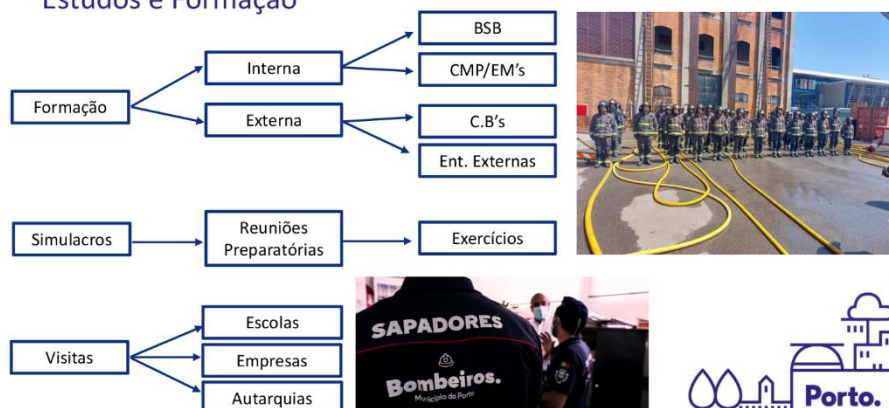 Estudos e Formação
Formação
Interna
BSB
CMP/EM's
Externa
C.B's
Ent. Externas
Simulacros
Reuniões
Preparatórias
Exercícios
Visitas
Escolas
Empresas
Autarquias
SAPADORES
Bombeiros.
Município do Porto
Porto.